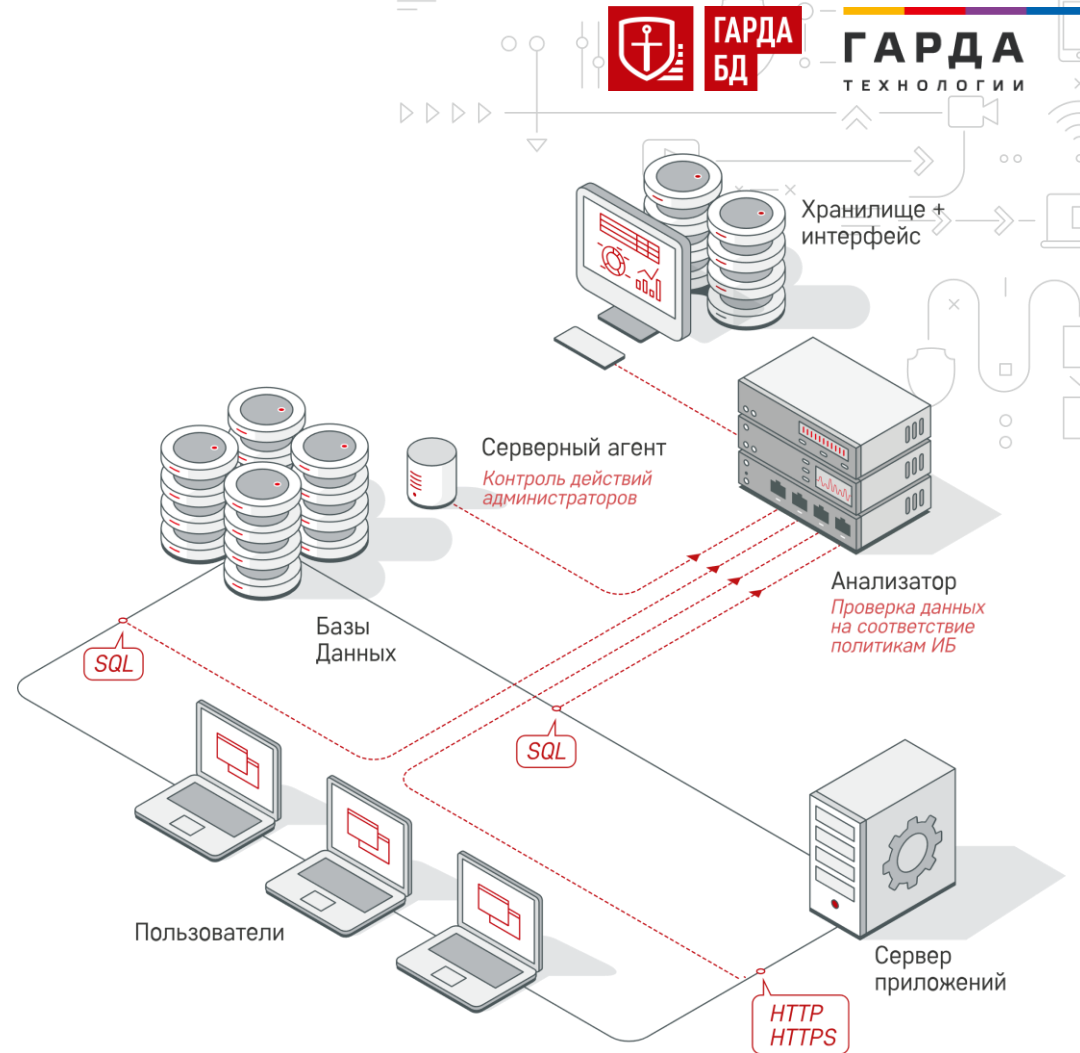 ГАРДА
БД
ГАРДА
ТЕХНОЛОГИИ
Хранилище +
интерфейс
Серверный агент
Контроль действий
администраторов
Анализатор
Проверка данных
на соответствие
политикам ИБ
Базы
Данных
SQL
SQL
Пользователи
Сервер
приложений
HTTP
HTTPS